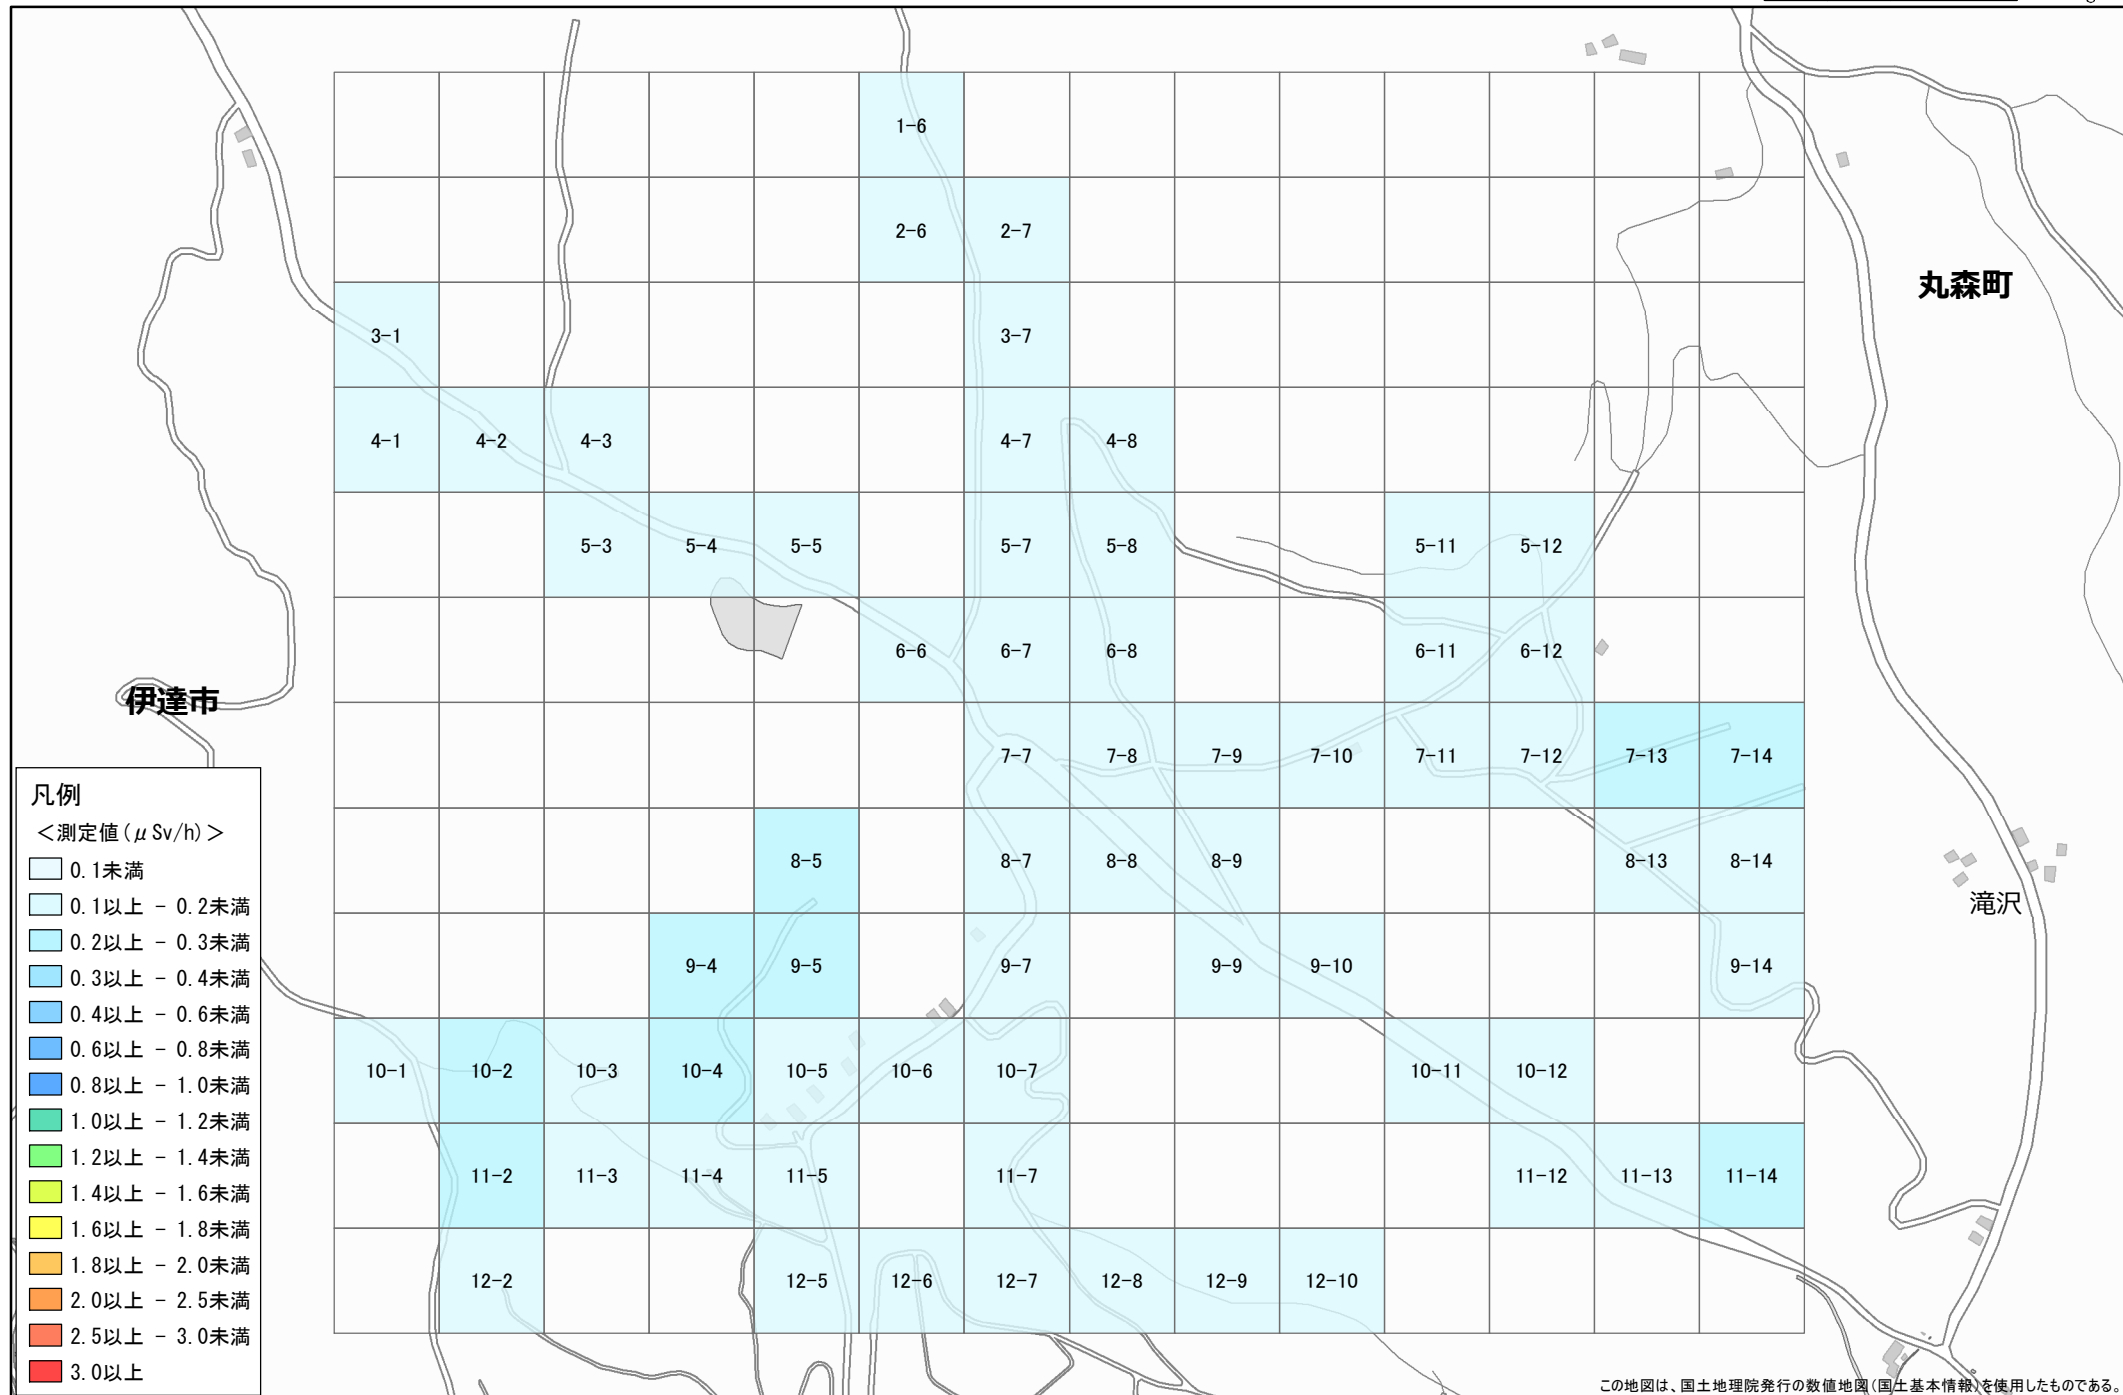 1-6
2-6 2-7
丸森町
3-1 3-7
4-1 4-2 4-3 4-7 4-8
5-3 5-4 5-5 5-7 5-8 5-11 5-12
6-6 6-7 6-8 6-11 6-12
伊達市
7-7 7-8 7-9 7-10 7-11 7-12 7-13 7-14
8-5 8-7 8-8 8-9 8-13 8-14
滝沢
9-4 9-5 9-7 9-9 9-10 9-14
10-1 10-2 10-3 10-4 10-5 10-6 10-7 10-11 10-12
11-2 11-3 11-4 11-5 11-7 11-12 11-13 11-14
12-2 12-5 12-6 12-7 12-8 12-9 12-10
凡例
＜測定値(μSv/h)＞
0.1未満
0.1以上 - 0.2未満
0.2以上 - 0.3未満
0.3以上 - 0.4未満
0.4以上 - 0.6未満
0.6以上 - 0.8未満
0.8以上 - 1.0未満
1.0以上 - 1.2未満
1.2以上 - 1.4未満
1.4以上 - 1.6未満
1.6以上 - 1.8未満
1.8以上 - 2.0未満
2.0以上 - 2.5未満
2.5以上 - 3.0未満
3.0以上
この地図は、国土地理院発行の数値地図(国土基本情報)を使用したものである。